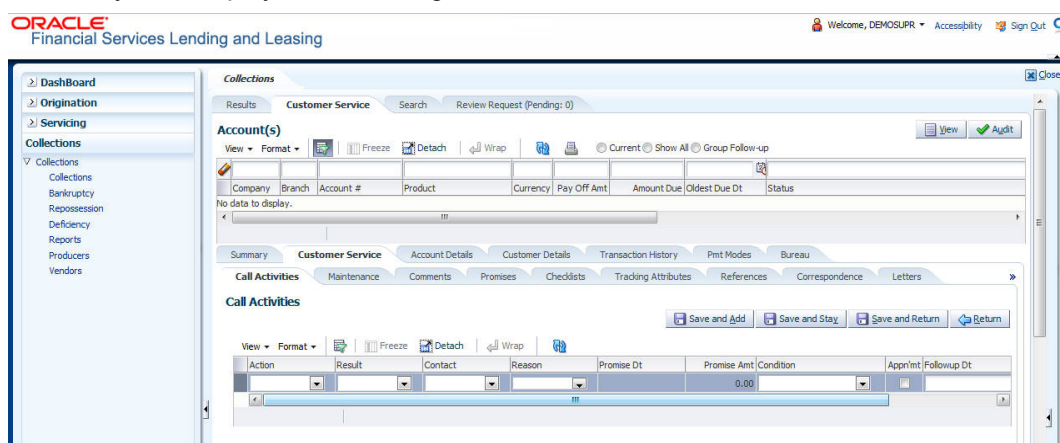 ORACLE
Financial Services Lending and Leasing
Welcome, DEMOSUPR Accessibility Sign Out
DashBoard
Origination
Servicing
Collections
Collections
Collections
Bankruptcy
Repossession
Deficiency
Reports
Producers
Vendors
Collections
Close
Results Customer Service Search Review Request (Pending: 0)
Account(s)
View Audit
View Format Freeze Detach Wrap Current Show All Group Follow-up
Company Branch Account # Product Currency Pay Off Amt Amount Due Oldest Due Dt Status
No data to display.
Summary Customer Service Account Details Customer Details Transaction History Pmt Modes Bureau
Call Activities Maintenance Comments Promises Checklists Tracking Attributes References Correspondence Letters »
Call Activities
Save and Add Save and Stay Save and Return Return
View Format Freeze Detach Wrap
Action Result Contact Reason Promise Dt Promise Amt Condition Appn'mt Followup Dt
0.00